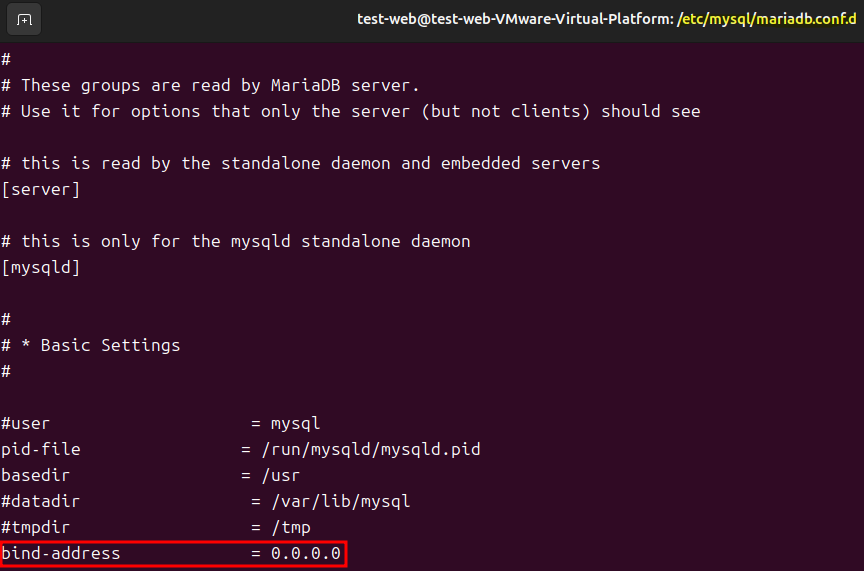 test-web@test-web-VMware-Virtual-Platform: /etc/mysql/mariadb.conf.d
#
# These groups are read by MariaDB server.
# Use it for options that only the server (but not clients) should see
# this is read by the standalone daemon and embedded servers
[server]
# this is only for the mysqld standalone daemon
[mysqld]
#
# * Basic Settings
#
#user                    = mysql
pid-file                = /run/mysqld/mysqld.pid
basedir                 = /usr
#datadir                 = /var/lib/mysql
#tmpdir                  = /tmp
bind-address             = 0.0.0.0